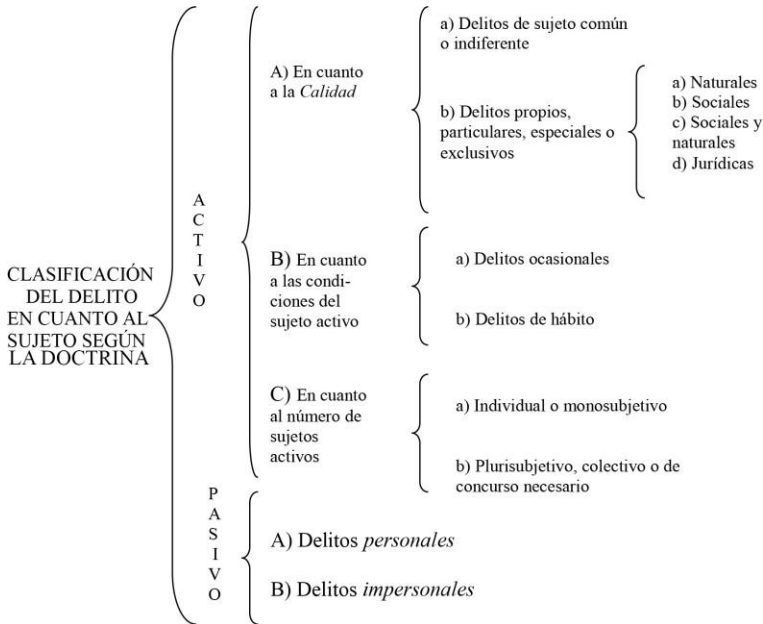 CLASIFICACIÓN
DEL DELITO
EN CUANTO AL
SUJETO SEGÚN
LA DOCTRINA
A
C
T
I
V
O
A) En cuanto
a la Calidad
a) Delitos de sujeto común
o indiferente
b) Delitos propios,
particulares, especiales o
exclusivos
a) Naturales
b) Sociales
c) Sociales y
naturales
d) Jurídicas
B) En cuanto
a las condi-
ciones del
sujeto activo
a) Delitos ocasionales
b) Delitos de hábito
C) En cuanto
al número de
sujetos
activos
a) Individual o monosubjetivo
b) Plurisubjetivo, colectivo o de
concurso necesario
P
A
S
I
V
O
A) Delitos personales
B) Delitos impersonales